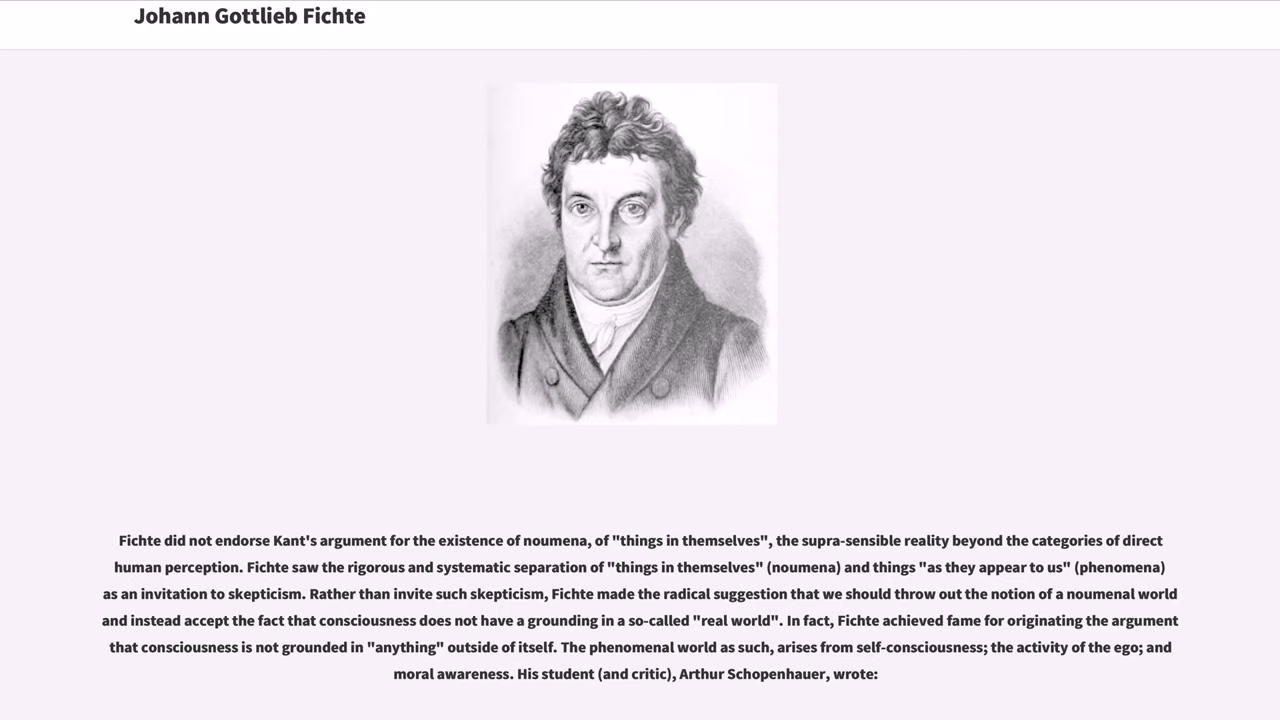 Johann Gottlieb Fichte
Fichte did not endorse Kant's argument for the existence of noumena, of "things in themselves", the supra-sensible reality beyond the categories of direct
human perception. Fichte saw the rigorous and systematic separation of "things in themselves" (noumena) and things "as they appear to us" (phenomena)
as an invitation to skepticism. Rather than invite such skepticism, Fichte made the radical suggestion that we should throw out the notion of a noumenal world
and instead accept the fact that consciousness does not have a grounding in a so-called "real world". In fact, Fichte achieved fame for originating the argument
that consciousness is not grounded in "anything" outside of itself. The phenomenal world as such, arises from self-consciousness; the activity of the ego; and
moral awareness. His student (and critic), Arthur Schopenhauer, wrote: